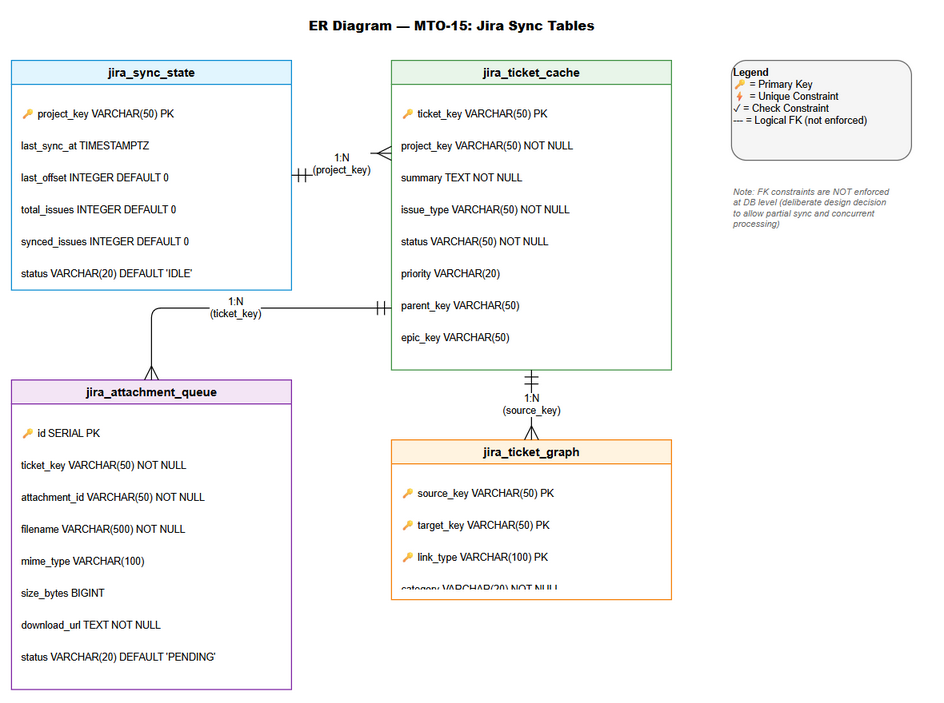 ER Diagram — MTO-15: Jira Sync Tables
jira_sync_state
🔑 project_key VARCHAR(50) PK
last_sync_at TIMESTAMPTZ
last_offset INTEGER DEFAULT 0
total_issues INTEGER DEFAULT 0
synced_issues INTEGER DEFAULT 0
status VARCHAR(20) DEFAULT 'IDLE'
1:N
(project_key)
jira_ticket_cache
🔑 ticket_key VARCHAR(50) PK
project_key VARCHAR(50) NOT NULL
summary TEXT NOT NULL
issue_type VARCHAR(50) NOT NULL
status VARCHAR(50) NOT NULL
priority VARCHAR(20)
parent_key VARCHAR(50)
epic_key VARCHAR(50)
Legend
🔑 = Primary Key
⚡ = Unique Constraint
✓ = Check Constraint
--- = Logical FK (not enforced)
Note: FK constraints are NOT enforced
at DB level (deliberate design decision
to allow partial sync and concurrent
processing)
1:N
(ticket_key)
jira_attachment_queue
🔑 id SERIAL PK
ticket_key VARCHAR(50) NOT NULL
attachment_id VARCHAR(50) NOT NULL
filename VARCHAR(500) NOT NULL
mime_type VARCHAR(100)
size_bytes BIGINT
download_url TEXT NOT NULL
status VARCHAR(20) DEFAULT 'PENDING'
1:N
(source_key)
jira_ticket_graph
🔑 source_key VARCHAR(50) PK
🔑 target_key VARCHAR(50) PK
🔑 link_type VARCHAR(100) PK
category VARCHAR(20) NOT NULL